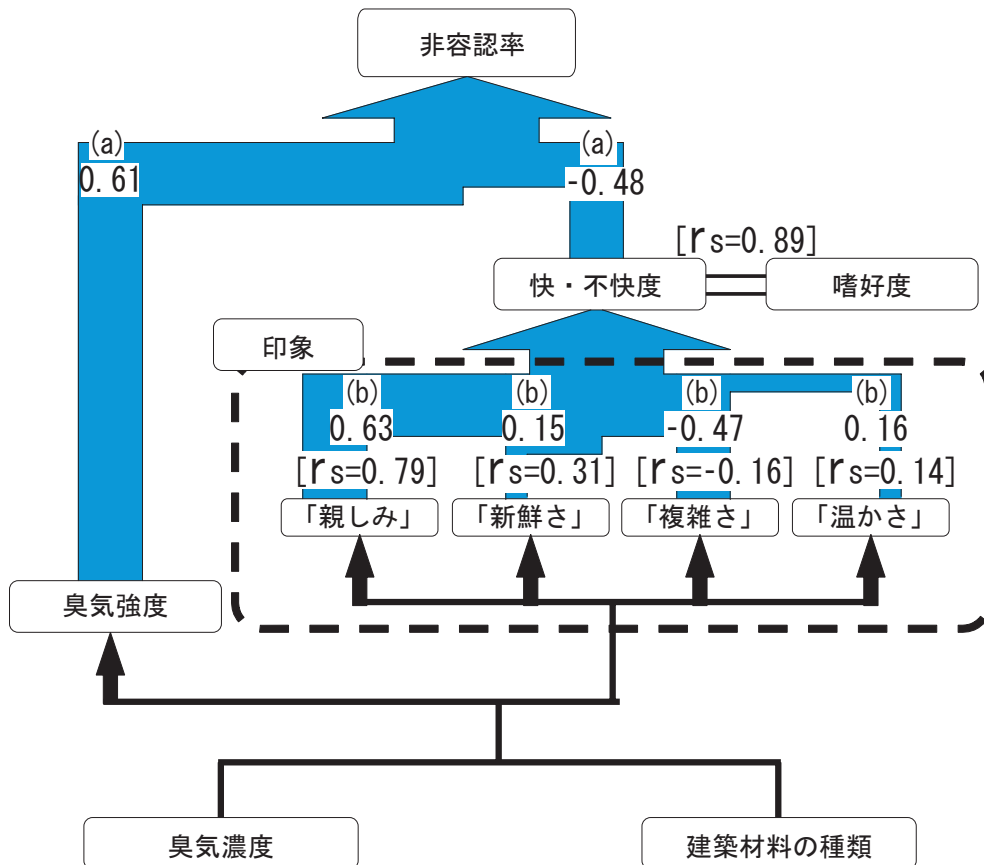 非容認率
(a)
0.61
(a)
-0.48
[rs=0.89]
快・不快度
嗜好度
印象
(b)
0.63
(b)
0.15
(b)
-0.47
(b)
0.16
[rs=0.79]
[rs=0.31]
[rs=-0.16]
[rs=0.14]
「親しみ」
「新鮮さ」
「複雑さ」
「温かさ」
臭気強度
臭気濃度
建築材料の種類